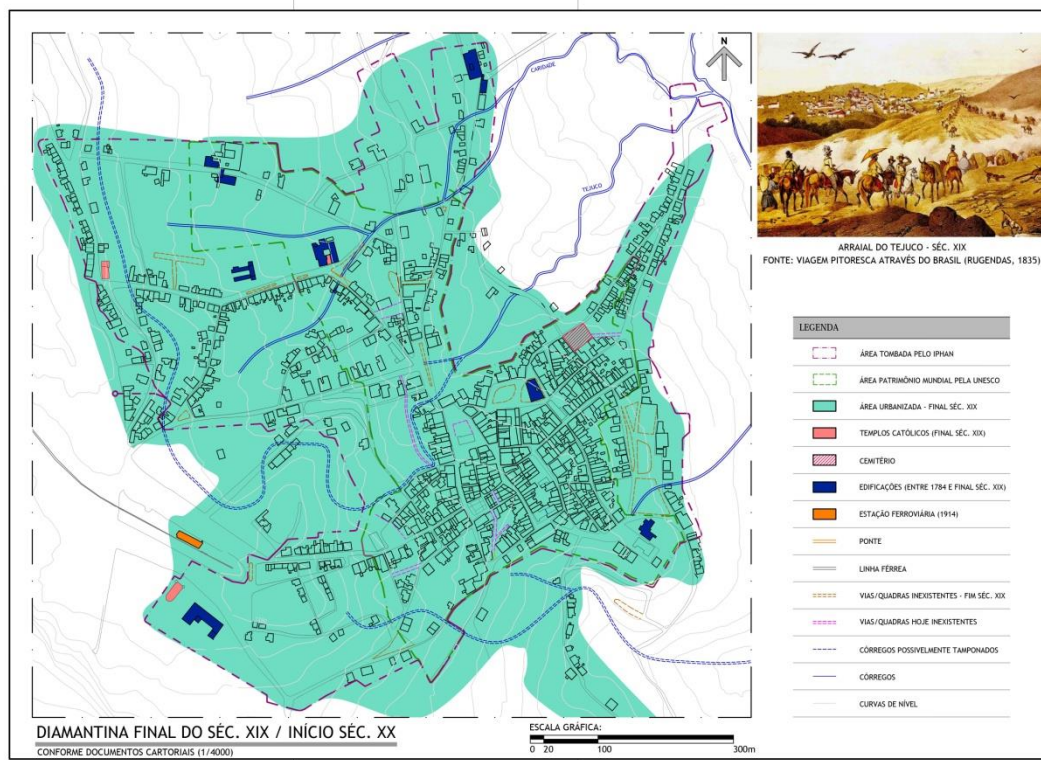 N
CARIDADE
TEJUCO
ARRAIAL DO TEJUCO - SÉC. XIX
FONTE: VIAGEM PITORESCA ATRAVÉS DO BRASIL (RUGENDAS, 1835)
LEGENDA
ÁREA TOMBADA PELO IPHAN
ÁREA PATRIMÔNIO MUNDIAL PELA UNESCO
ÁREA URBANIZADA - FINAL SÉC. XIX
TEMPLOS CATÓLICOS (FINAL SÉC. XIX)
CEMITÉRIO
EDIFICAÇÕES (ENTRE 1784 E FINAL SÉC. XIX)
ESTAÇÃO FERROVIÁRIA (1914)
PONTE
LINHA FÉRREA
VIAS/QUADRAS INEXISTENTES - FIM SÉC. XIX
VIAS/QUADRAS HOJE INEXISTENTES
CÓRREGOS POSSIVELMENTE TAMPONADOS
CÓRREGOS
CURVAS DE NÍVEL
DIAMANTINA FINAL DO SÉC. XIX / INÍCIO SÉC. XX
CONFORME DOCUMENTOS CARTORIAIS (1/4000)
ESCALA GRÁFICA:
0 20 100 300m